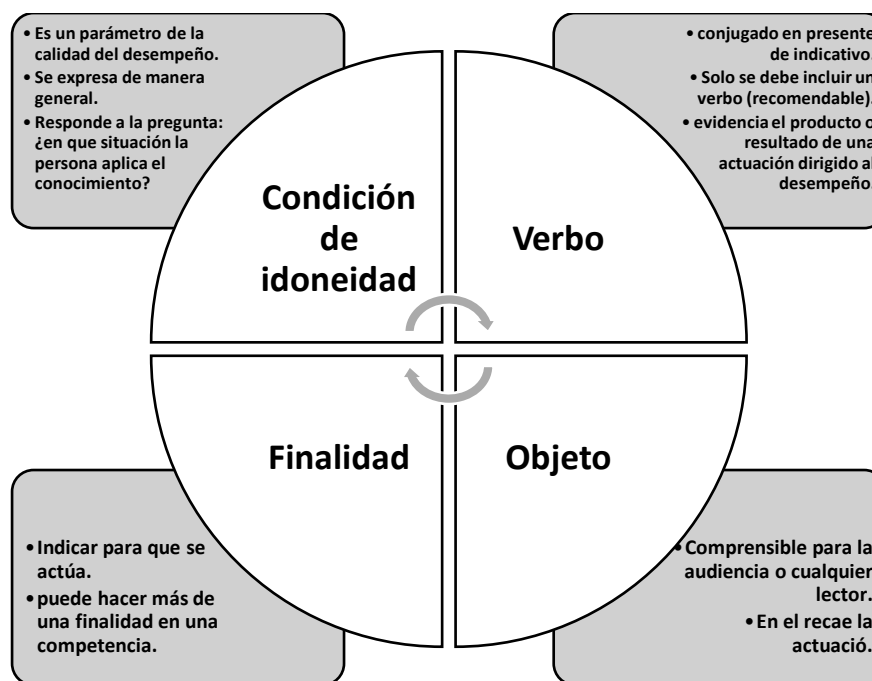 • Es un parámetro de la
calidad del desempeño.
• Se expresa de manera
general.
• Responde a la pregunta:
¿en que situación la
persona aplica el
conocimiento?
• conjugado en presente
de indicativo.
• Solo se debe incluir un
verbo (recomendable).
• evidencia el producto o
resultado de una
actuación dirigido al
desempeño.
Condición
de
idoneidad
Verbo
Finalidad
Objeto
• Indicar para que se
actúa.
• puede hacer más de
una finalidad en una
competencia.
• Comprensible para la
audiencia o cualquier
lector.
• En el recae la
actuació.